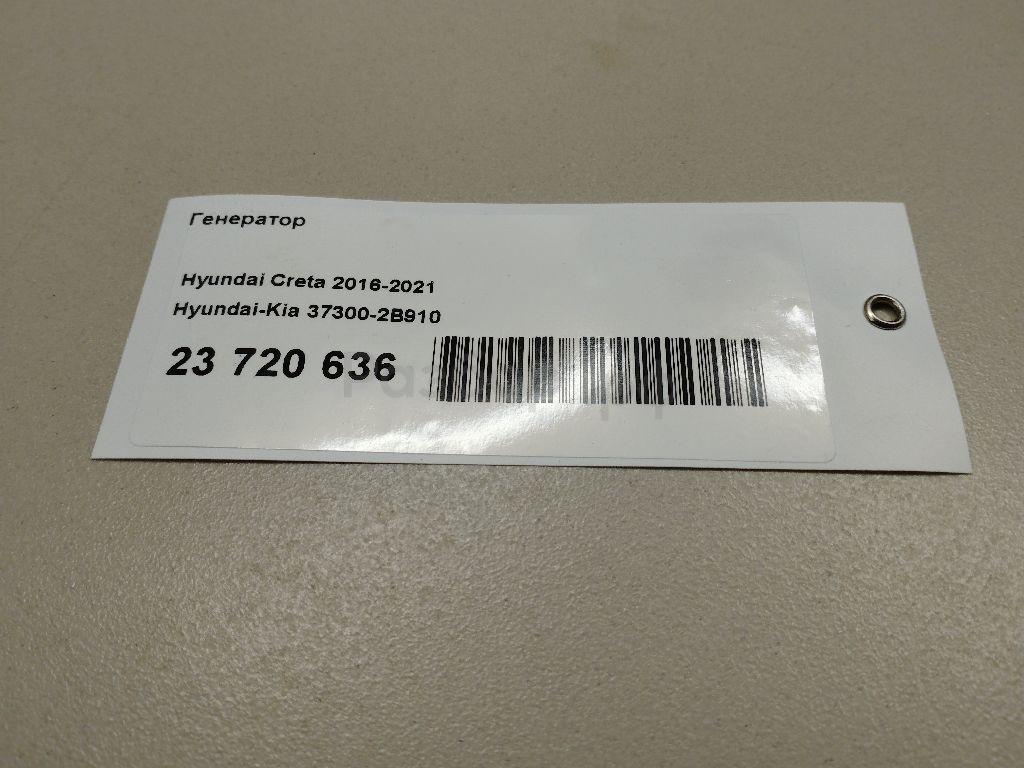 Генератор
Hyundai Creta 2016-2021
Hyundai-Kia 37300-2B910
23 720 636